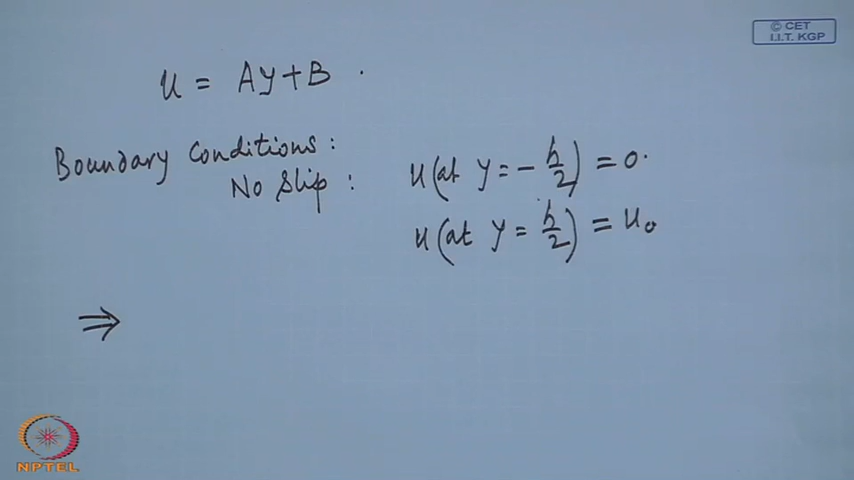 © CET
I.I.T. KGP
u = Ay + B .
Boundary Conditions :
No Slip : u(at y = - h/2) = 0.
u(at y = h/2) = u₀
⇒
NPTEL